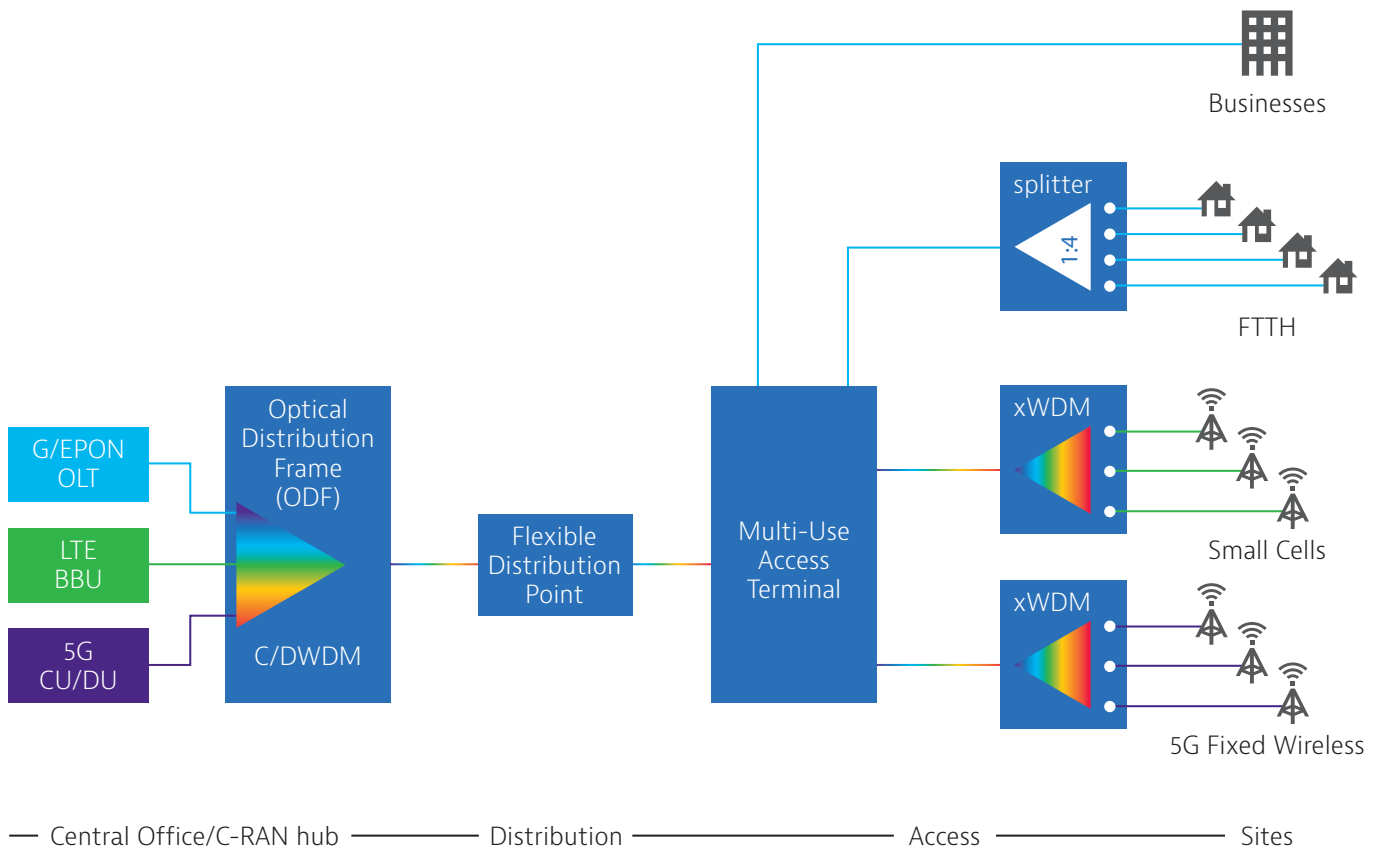 Businesses
splitter
1:4
FTTH
Optical
Distribution
Frame
(ODF)
C/DWDM
G/EPON
OLT
LTE
BBU
5G
CU/DU
Flexible
Distribution
Point
Multi-Use
Access
Terminal
xWDM
Small Cells
xWDM
5G Fixed Wireless
Central Office/C-RAN hub
Distribution
Access
Sites